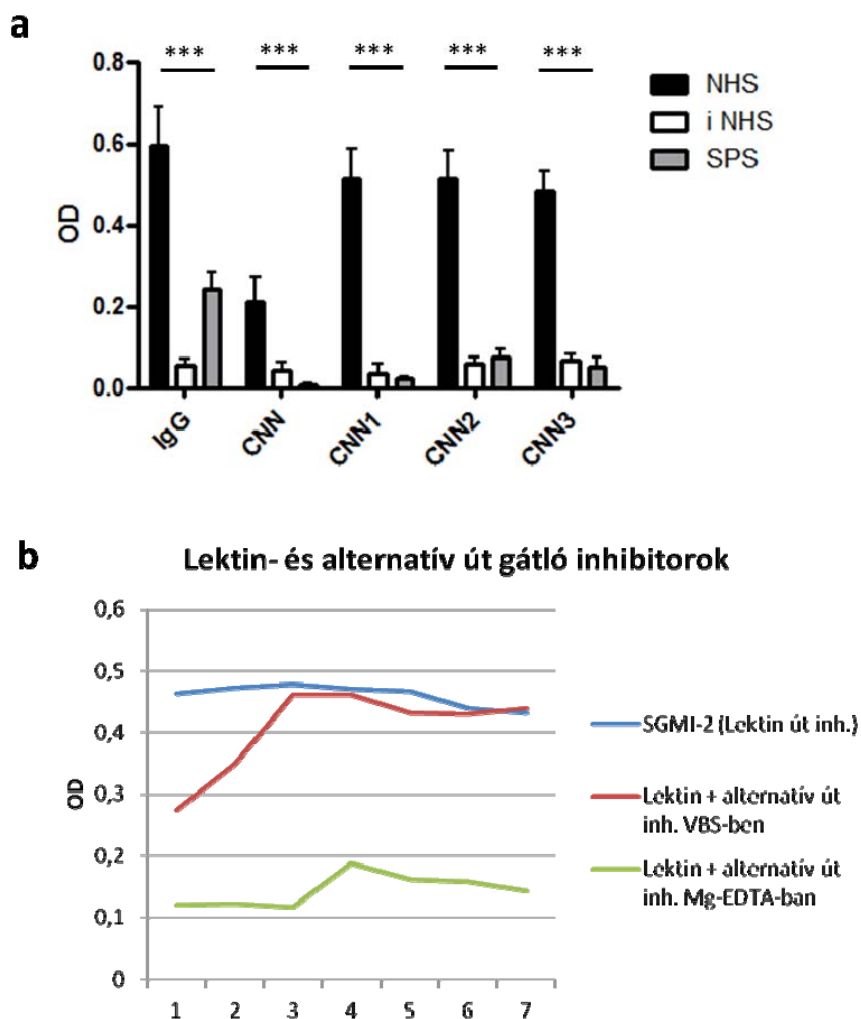 a
*** *** *** *** ***
0.8
0.6
0.4
0.2
0.0
OD
IgG
CNN
CNN1
CNN2
CNN3
NHS
i NHS
SPS
b
Lektin- és alternatív út gátló inhibitorok
0,6
0,5
0,4
0,3
0,2
0,1
0
OD
1 2 3 4 5 6 7
SGMI-2 (Lektin út inh.)
Lektin + alternatív út
inh. VBS-ben
Lektin + alternatív út
inh. Mg-EDTA-ban